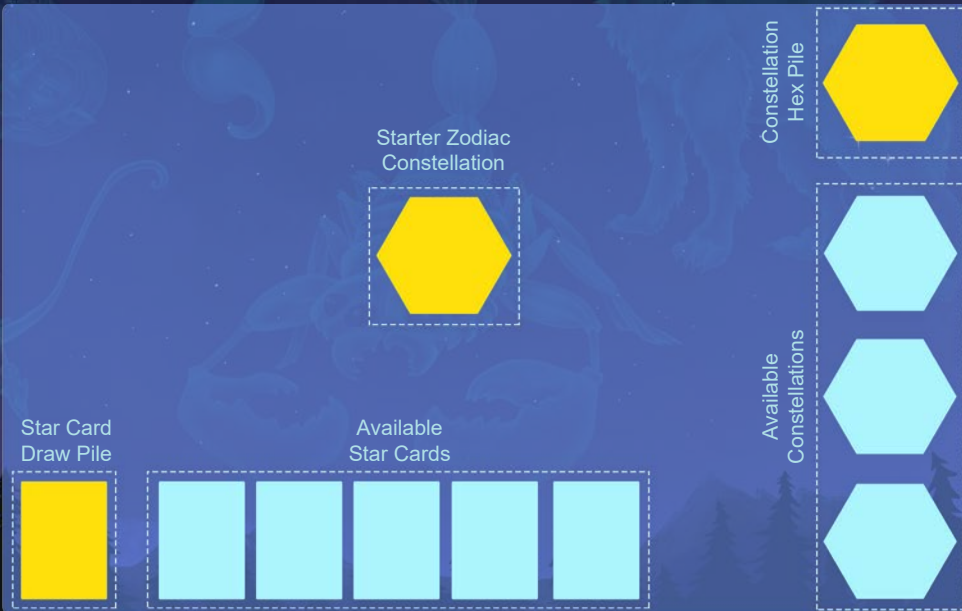 Constellation
Hex Pile
Starter Zodiac
Constellation
Available
Constellations
Star Card
Draw Pile
Available
Star Cards